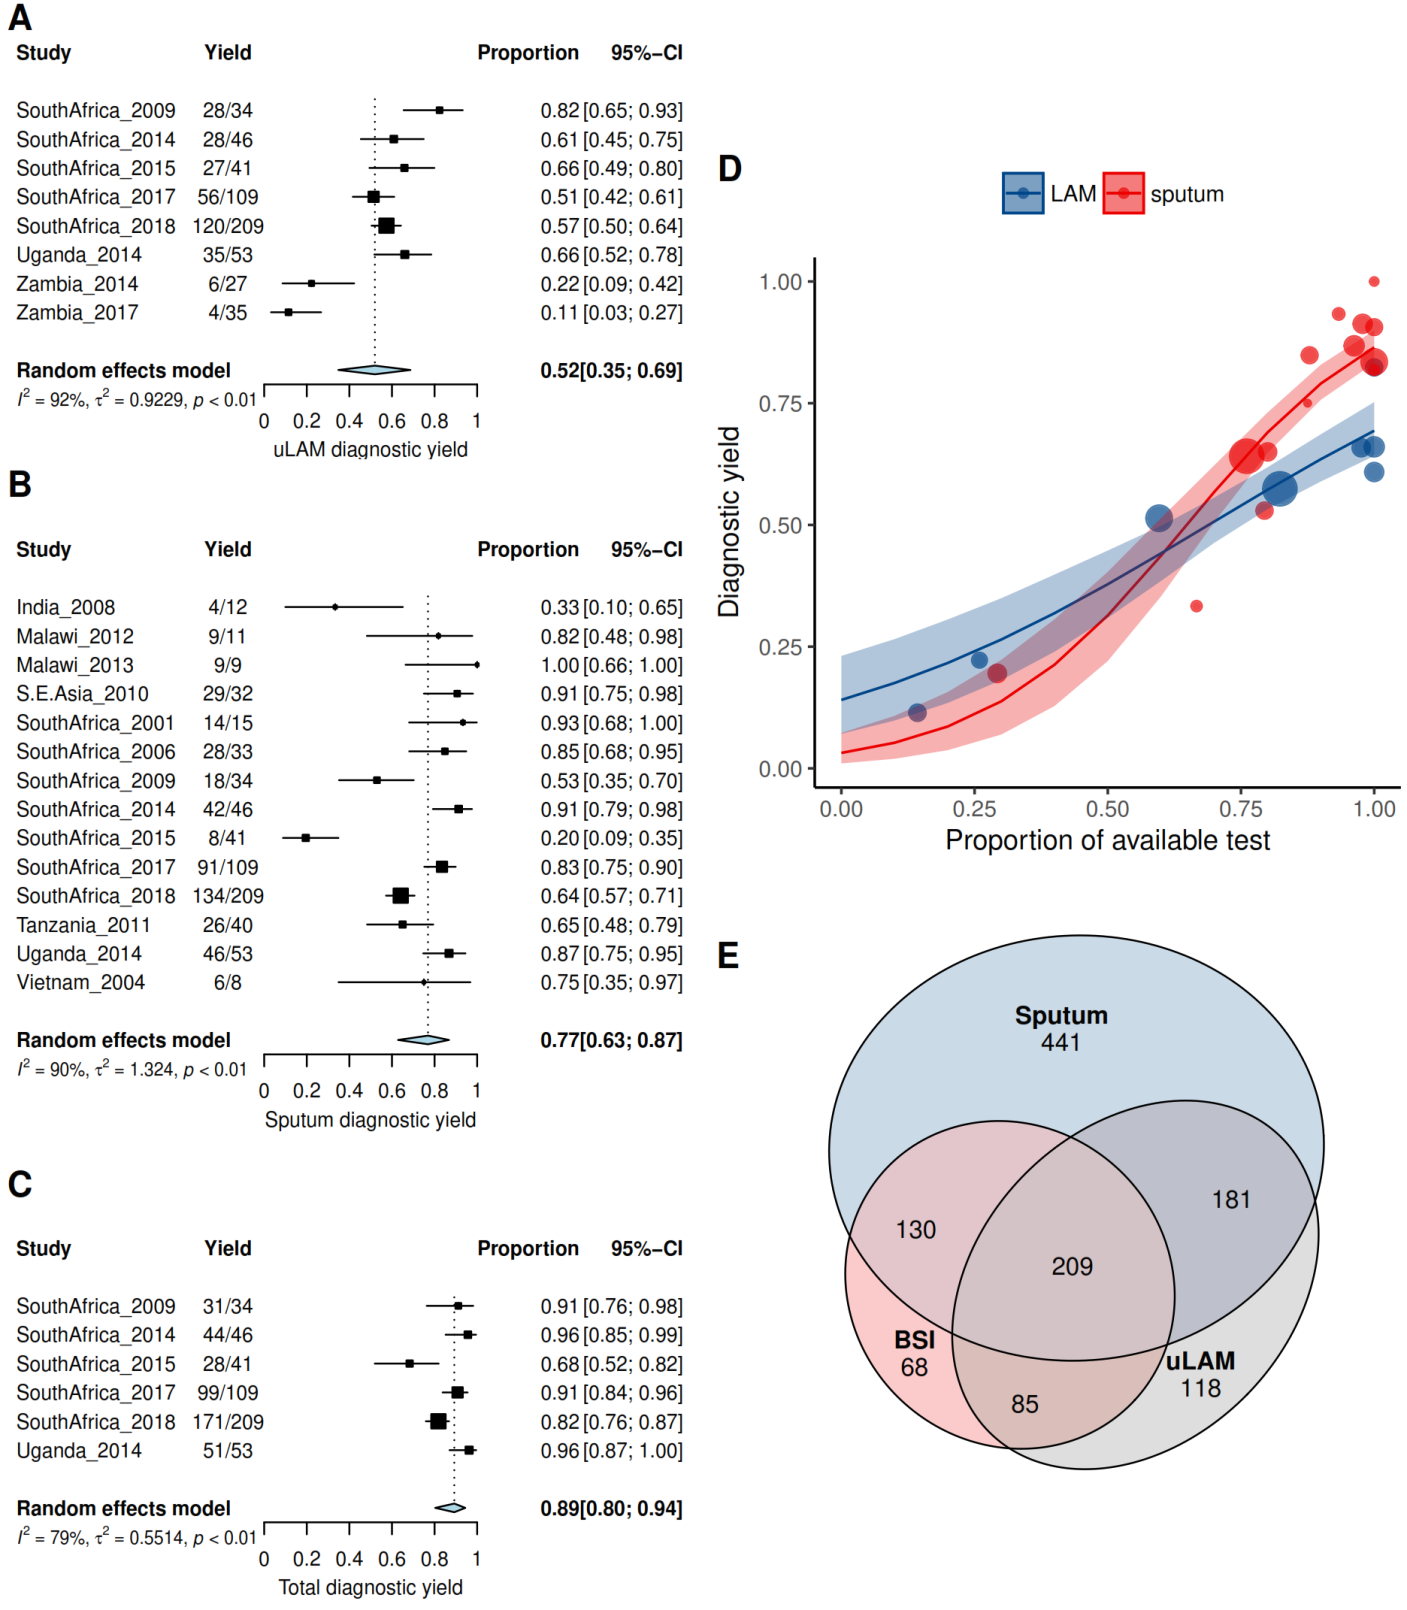 A
Study Yield Proportion 95%−CI
SouthAfrica_2009 28/34 0.82 [0.65; 0.93]
SouthAfrica_2014 28/46 0.61 [0.45; 0.75]
SouthAfrica_2015 27/41 0.66 [0.49; 0.80]
SouthAfrica_2017 56/109 0.51 [0.42; 0.61]
SouthAfrica_2018 120/209 0.57 [0.50; 0.64]
Uganda_2014 35/53 0.66 [0.52; 0.78]
Zambia_2014 6/27 0.22 [0.09; 0.42]
Zambia_2017 4/35 0.11 [0.03; 0.27]
Random effects model 0.52[0.35; 0.69]
I² = 92%, τ² = 0.9229, p < 0.01
0 0.2 0.4 0.6 0.8 1
uLAM diagnostic yield
B
Study Yield Proportion 95%−CI
India_2008 4/12 0.33 [0.10; 0.65]
Malawi_2012 9/11 0.82 [0.48; 0.98]
Malawi_2013 9/9 1.00 [0.66; 1.00]
S.E.Asia_2010 29/32 0.91 [0.75; 0.98]
SouthAfrica_2001 14/15 0.93 [0.68; 1.00]
SouthAfrica_2006 28/33 0.85 [0.68; 0.95]
SouthAfrica_2009 18/34 0.53 [0.35; 0.70]
SouthAfrica_2014 42/46 0.91 [0.79; 0.98]
SouthAfrica_2015 8/41 0.20 [0.09; 0.35]
SouthAfrica_2017 91/109 0.83 [0.75; 0.90]
SouthAfrica_2018 134/209 0.64 [0.57; 0.71]
Tanzania_2011 26/40 0.65 [0.48; 0.79]
Uganda_2014 46/53 0.87 [0.75; 0.95]
Vietnam_2004 6/8 0.75 [0.35; 0.97]
Random effects model 0.77[0.63; 0.87]
I² = 90%, τ² = 1.324, p < 0.01
0 0.2 0.4 0.6 0.8 1
Sputum diagnostic yield
C
Study Yield Proportion 95%−CI
SouthAfrica_2009 31/34 0.91 [0.76; 0.98]
SouthAfrica_2014 44/46 0.96 [0.85; 0.99]
SouthAfrica_2015 28/41 0.68 [0.52; 0.82]
SouthAfrica_2017 99/109 0.91 [0.84; 0.96]
SouthAfrica_2018 171/209 0.82 [0.76; 0.87]
Uganda_2014 51/53 0.96 [0.87; 1.00]
Random effects model 0.89[0.80; 0.94]
I² = 79%, τ² = 0.5514, p < 0.01
0 0.2 0.4 0.6 0.8 1
Total diagnostic yield
D
LAM sputum
Diagnostic yield
1.00
0.75
0.50
0.25
0.00
0.00 0.25 0.50 0.75 1.00
Proportion of available test
E
Sputum
441
181
130
209
BSI
68
uLAM
118
85